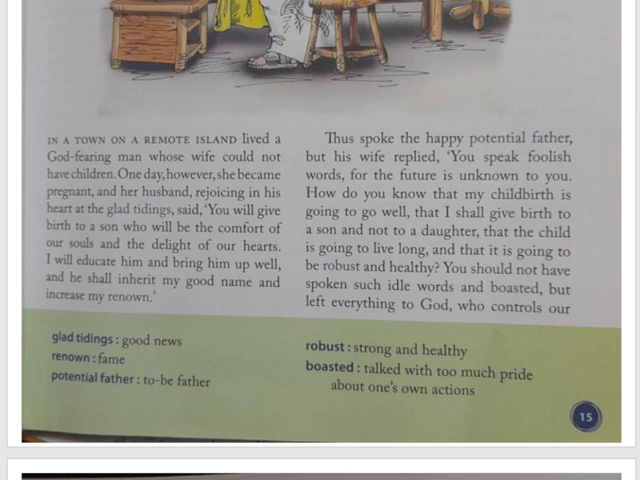 IN A TOWN ON A REMOTE ISLAND lived a
God-fearing man whose wife could not
have children. One day, however, she became
pregnant, and her husband, rejoicing in his
heart at the glad tidings, said, ‘You will give
birth to a son who will be the comfort of
our souls and the delight of our hearts.
I will educate him and bring him up well,
and he shall inherit my good name and
increase my renown.’
Thus spoke the happy potential father,
but his wife replied, ‘You speak foolish
words, for the future is unknown to you.
How do you know that my childbirth is
going to go well, that I shall give birth to
a son and not to a daughter, that the child
is going to live long, and that it is going to
be robust and healthy? You should not have
spoken such idle words and boasted, but
left everything to God, who controls our
glad tidings : good news
renown : fame
potential father : to-be father
robust : strong and healthy
boasted : talked with too much pride
about one’s own actions
15